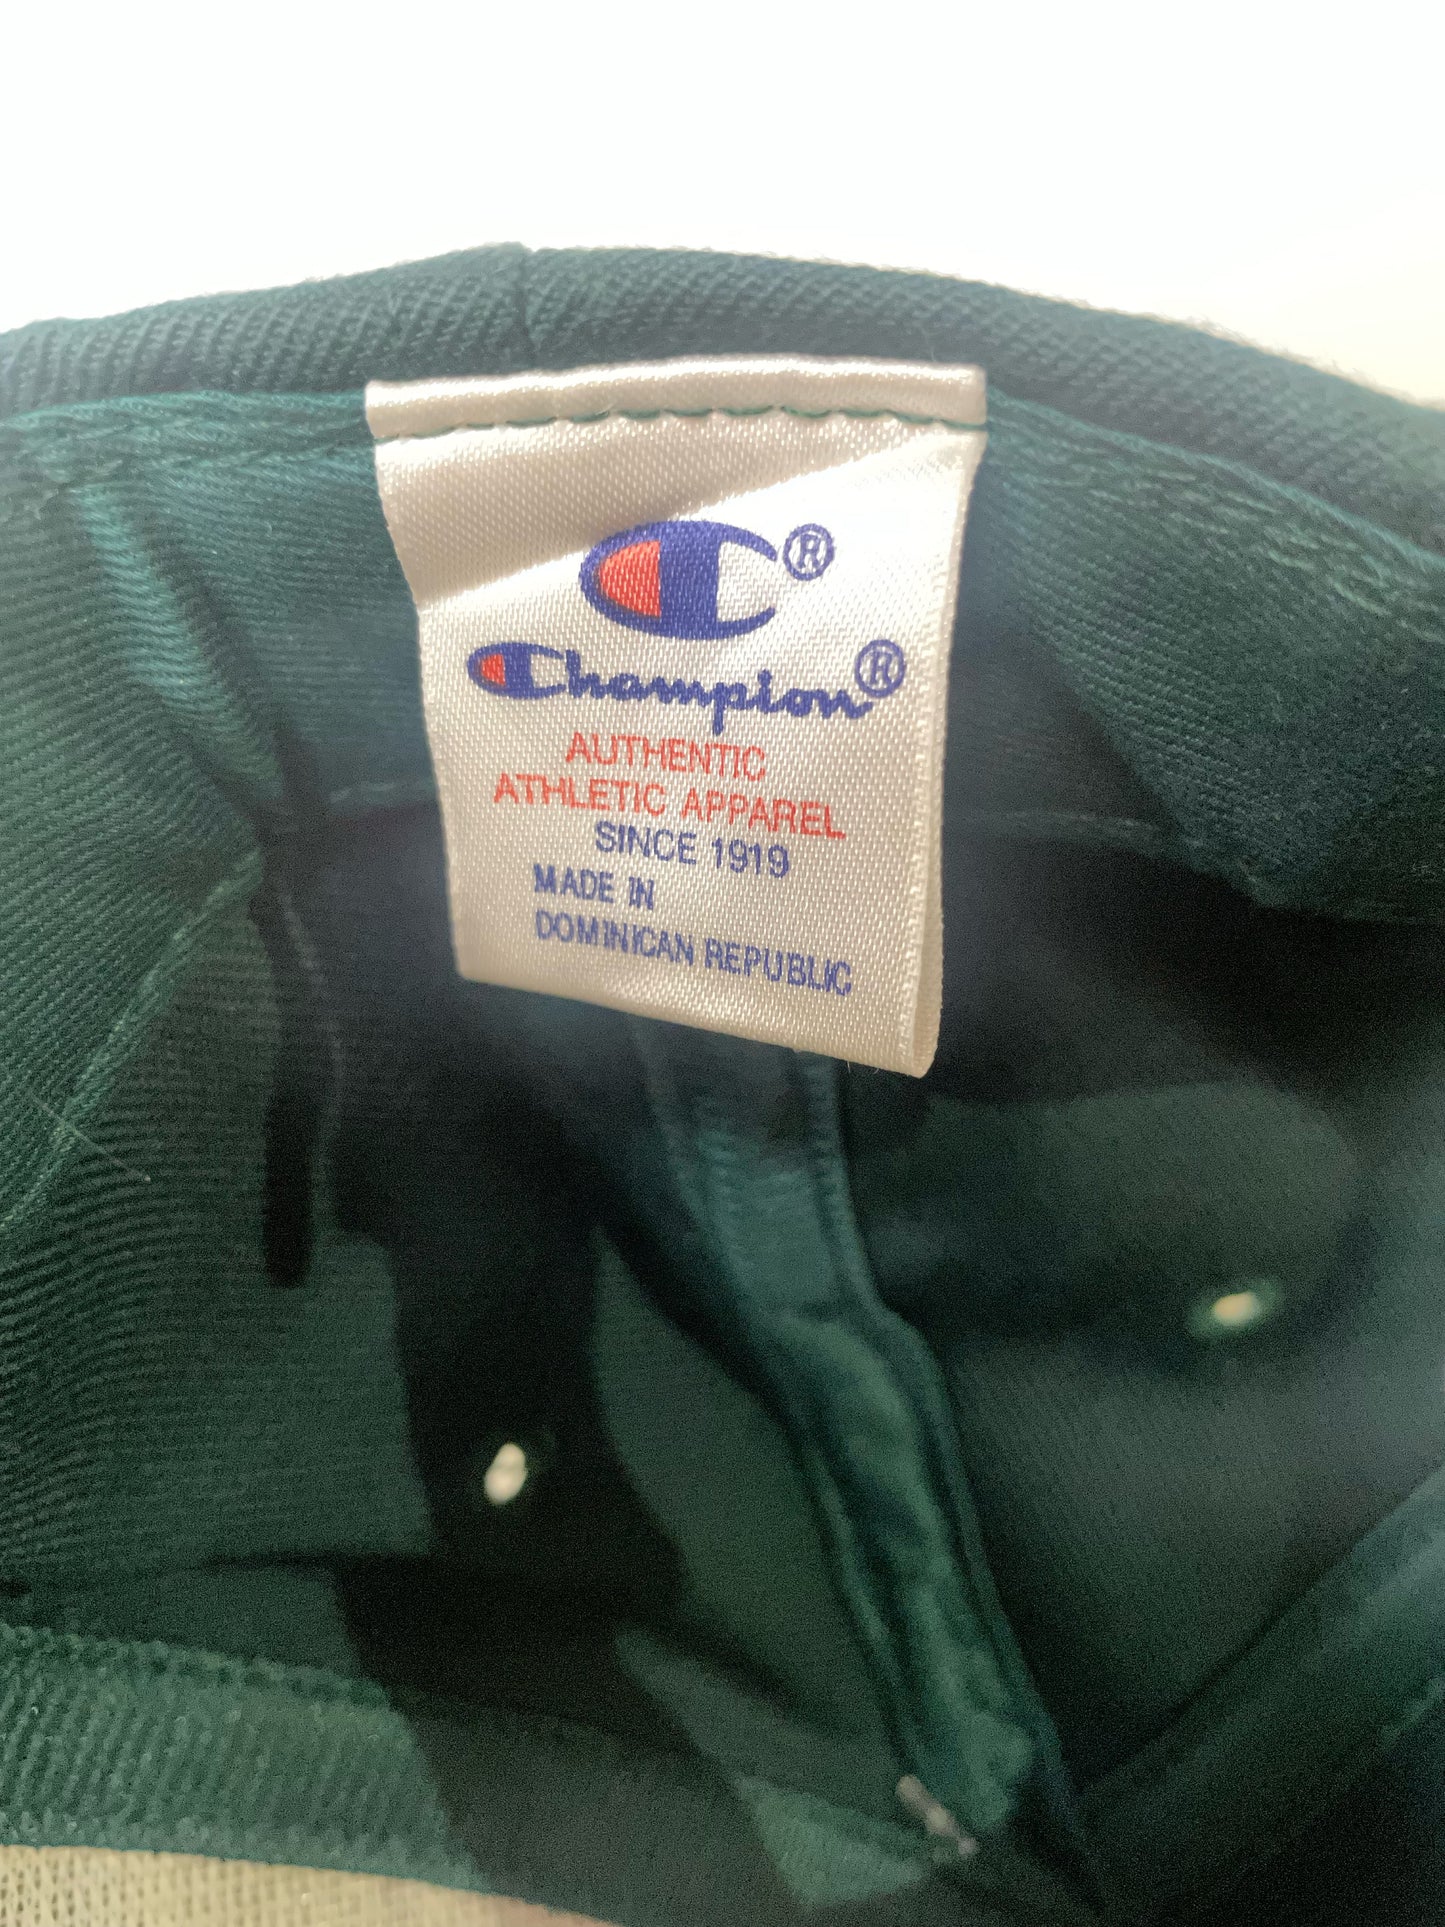 C®
Champion®
AUTHENTIC
ATHLETIC APPAREL
SINCE 1919
MADE IN
DOMINICAN REPUBLIC